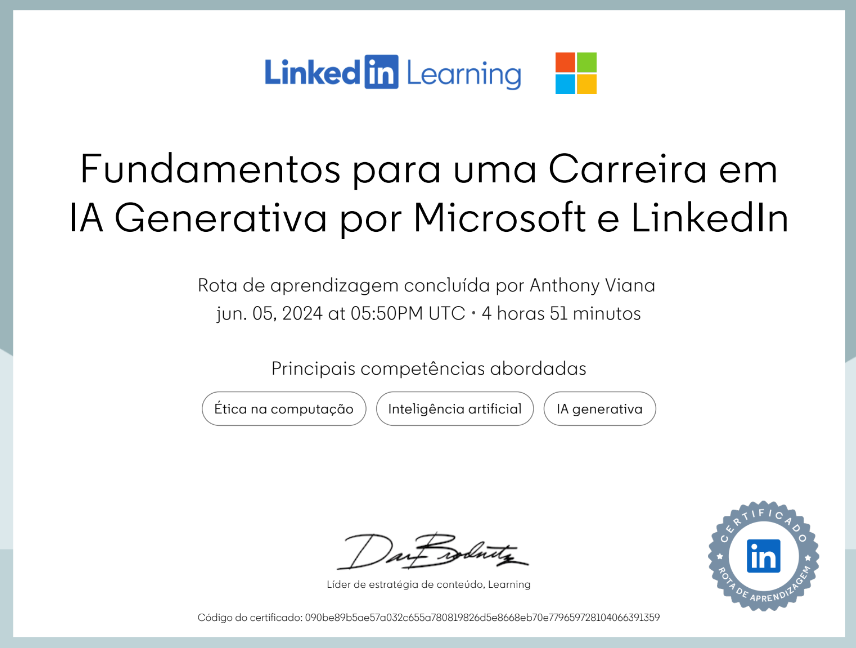 Linked in Learning
Fundamentos para uma Carreira em
IA Generativa por Microsoft e LinkedIn
Rota de aprendizagem concluída por Anthony Viana
jun. 05, 2024 at 05:50PM UTC • 4 horas 51 minutos
Principais competências abordadas
Ética na computação Inteligência artificial IA generativa
Líder de estratégia de conteúdo, Learning
CERTIFICADO
in
ROTA DE APRENDIZAGEM
Código do certificado: 090be89b5ae57a032c655a780819826d5e8668eb70e779659728104066391359